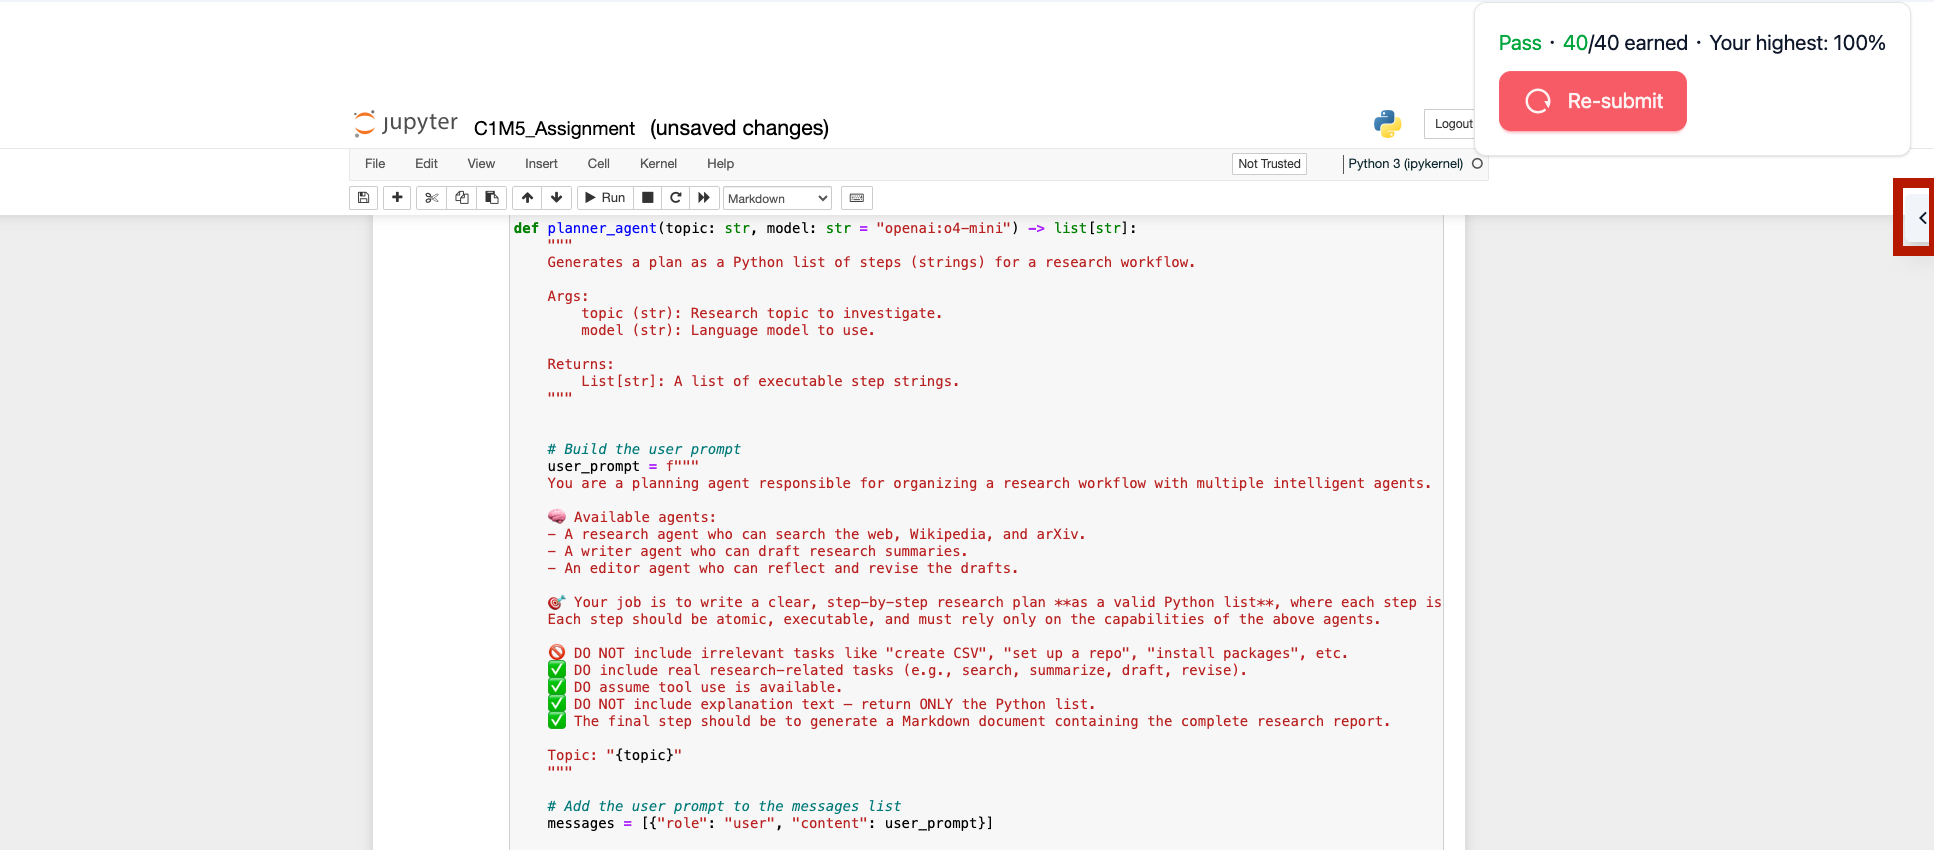 Pass · 40/40 earned · Your highest: 100%
Re-submit
jupyter C1M5_Assignment (unsaved changes)
Logout
File Edit View Insert Cell Kernel Help
Not Trusted
Python 3 (ipykernel)
Run
Markdown
def planner_agent(topic: str, model: str = "openai:o4-mini") -> list[str]:
"""
Generates a plan as a Python list of steps (strings) for a research workflow.
Args:
topic (str): Research topic to investigate.
model (str): Language model to use.
Returns:
List[str]: A list of executable step strings.
"""
# Build the user prompt
user_prompt = f"""
You are a planning agent responsible for organizing a research workflow with multiple intelligent agents.
🧠 Available agents:
- A research agent who can search the web, Wikipedia, and arXiv.
- A writer agent who can draft research summaries.
- An editor agent who can reflect and revise the drafts.
🎯 Your job is to write a clear, step-by-step research plan **as a valid Python list**, where each step is
Each step should be atomic, executable, and must rely only on the capabilities of the above agents.
🚫 DO NOT include irrelevant tasks like "create CSV", "set up a repo", "install packages", etc.
✅ DO include real research-related tasks (e.g., search, summarize, draft, revise).
✅ DO assume tool use is available.
✅ DO NOT include explanation text — return ONLY the Python list.
✅ The final step should be to generate a Markdown document containing the complete research report.
Topic: "{topic}"
"""
# Add the user prompt to the messages list
messages = [{"role": "user", "content": user_prompt}]